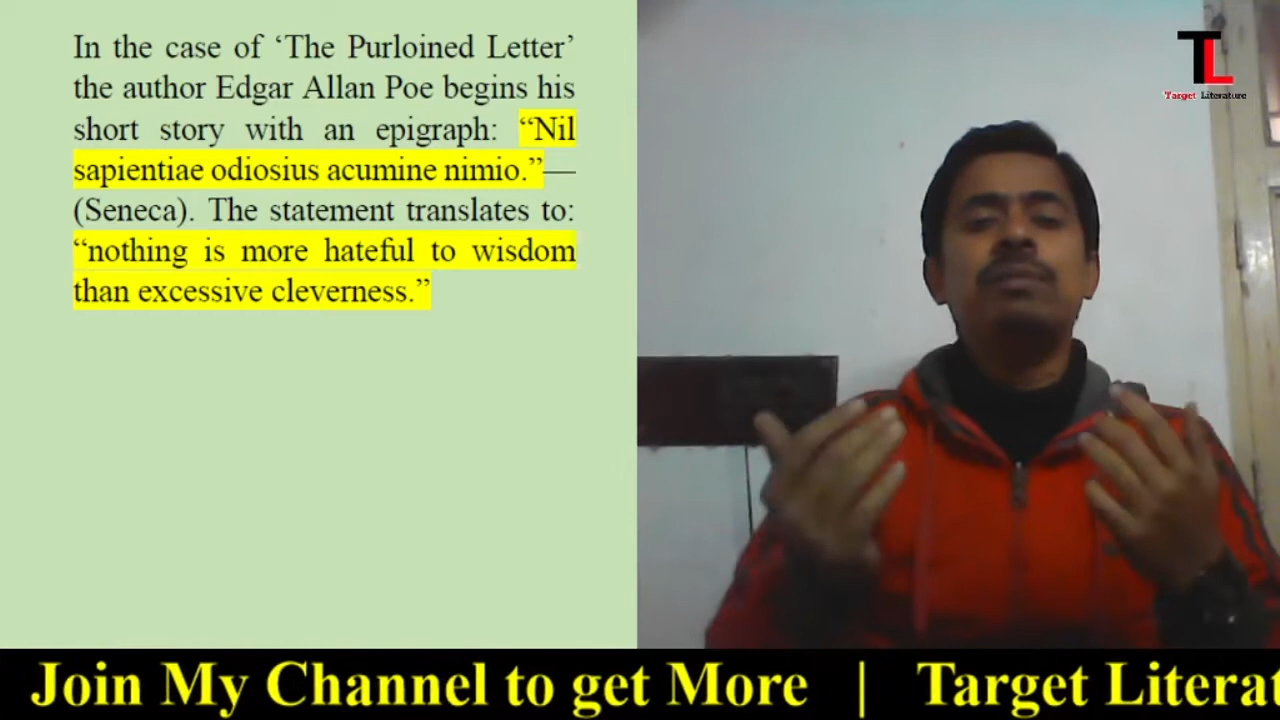 In the case of ‘The Purloined Letter’
the author Edgar Allan Poe begins his
short story with an epigraph: “Nil
sapientiae odiosius acumine nimio.”—
(Seneca). The statement translates to:
“nothing is more hateful to wisdom
than excessive cleverness.”
TL
Target Literature
Join My Channel to get More | Target Literat